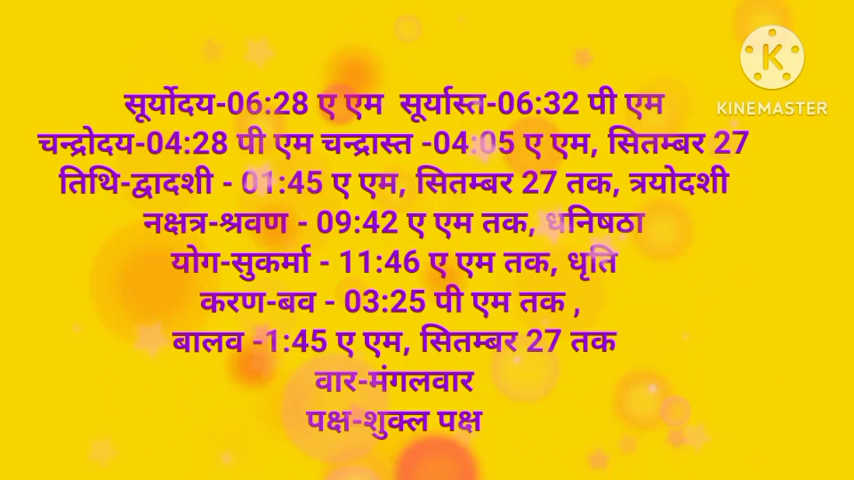 KINEMASTER
सूर्योदय-06:28 ए एम सूर्यास्त-06:32 पी एम
चन्द्रोदय-04:28 पी एम चन्द्रास्त -04:05 ए एम, सितम्बर 27
तिथि-द्वादशी - 01:45 ए एम, सितम्बर 27 तक, त्रयोदशी
नक्षत्र-श्रवण - 09:42 ए एम तक, धनिषठा
योग-सुकर्मा - 11:46 ए एम तक, धृति
करण-बव - 03:25 पी एम तक ,
बालव -1:45 ए एम, सितम्बर 27 तक
वार-मंगलवार
पक्ष-शुक्ल पक्ष